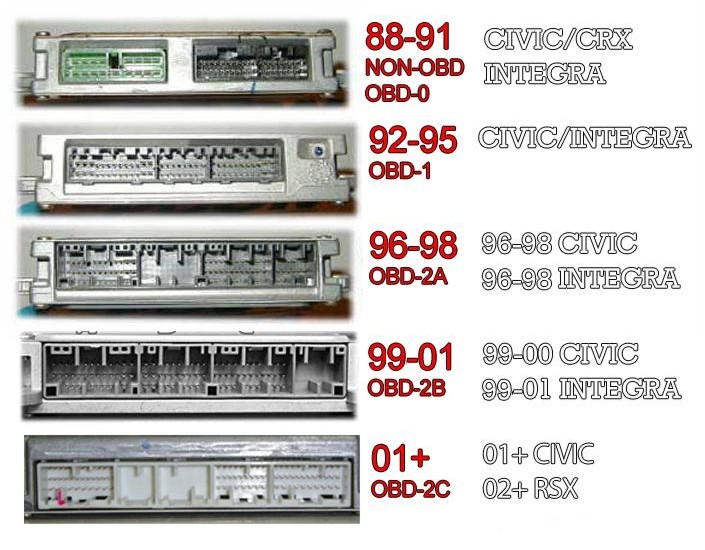 88-91 CIVIC/CRX
NON-OBD INTEGRA
OBD-0
92-95 CIVIC/INTEGRA
OBD-1
96-98 96-98 CIVIC
OBD-2A 96-98 INTEGRA
99-01 99-00 CIVIC
OBD-2B 99-01 INTEGRA
01+ 01+ CIVIC
OBD-2C 02+ RSX